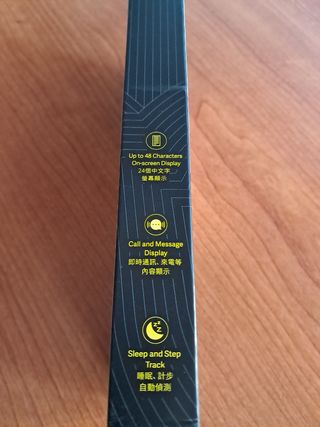 Up to 48 Characters
On-screen Display
24個中文字
螢幕顯示
Call and Message
Display
即時通訊、來電等
內容顯示
Sleep and Step
Track
睡眠、計步
自動偵測